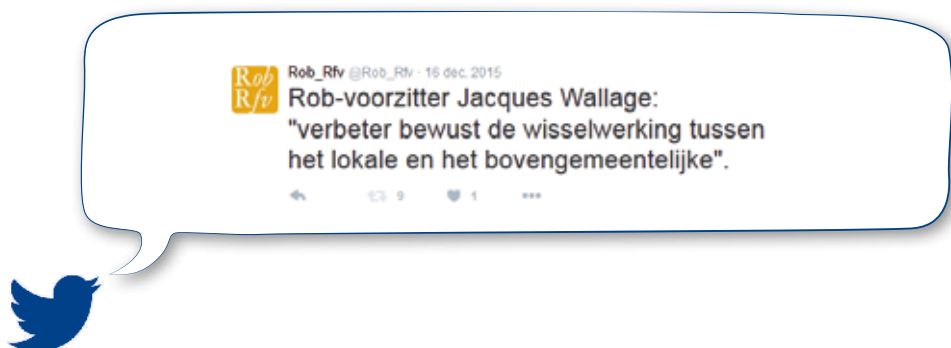 Rob
Rfv
Rob_Rfv @Rob_Rfv · 16 dec. 2015
Rob-voorzitter Jacques Wallage:
"verbeter bewust de wisselwerking tussen
het lokale en het bovengemeentelijke".
9 1